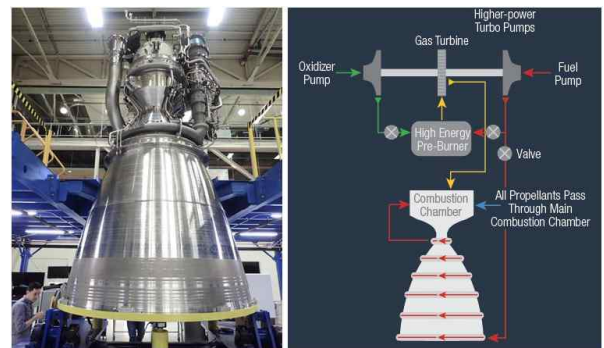 Higher-power
Turbo Pumps
Gas Turbine
Oxidizer
Pump
Fuel
Pump
High Energy
Pre-Burner
Valve
Combustion
Chamber
All Propellants Pass
Through Main
Combustion Chamber